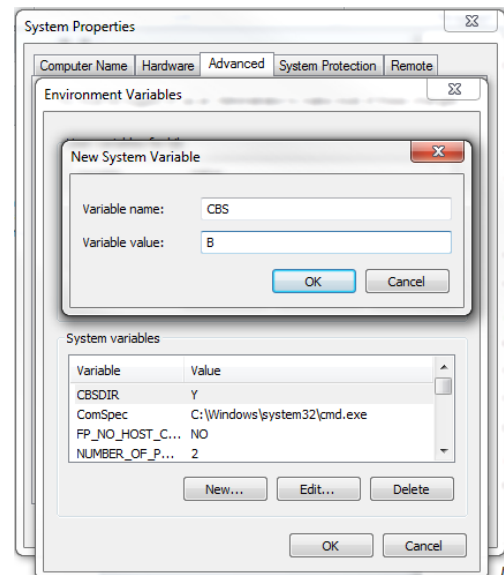 System Properties
Computer Name Hardware Advanced System Protection Remote
Environment Variables
New System Variable
Variable name: CBS
Variable value: B
OK Cancel
System variables
Variable Value
CBSDIR Y
ComSpec C:\Windows\system32\cmd.exe
FP_NO_HOST_C... NO
NUMBER_OF_P... 2
New... Edit... Delete
OK Cancel